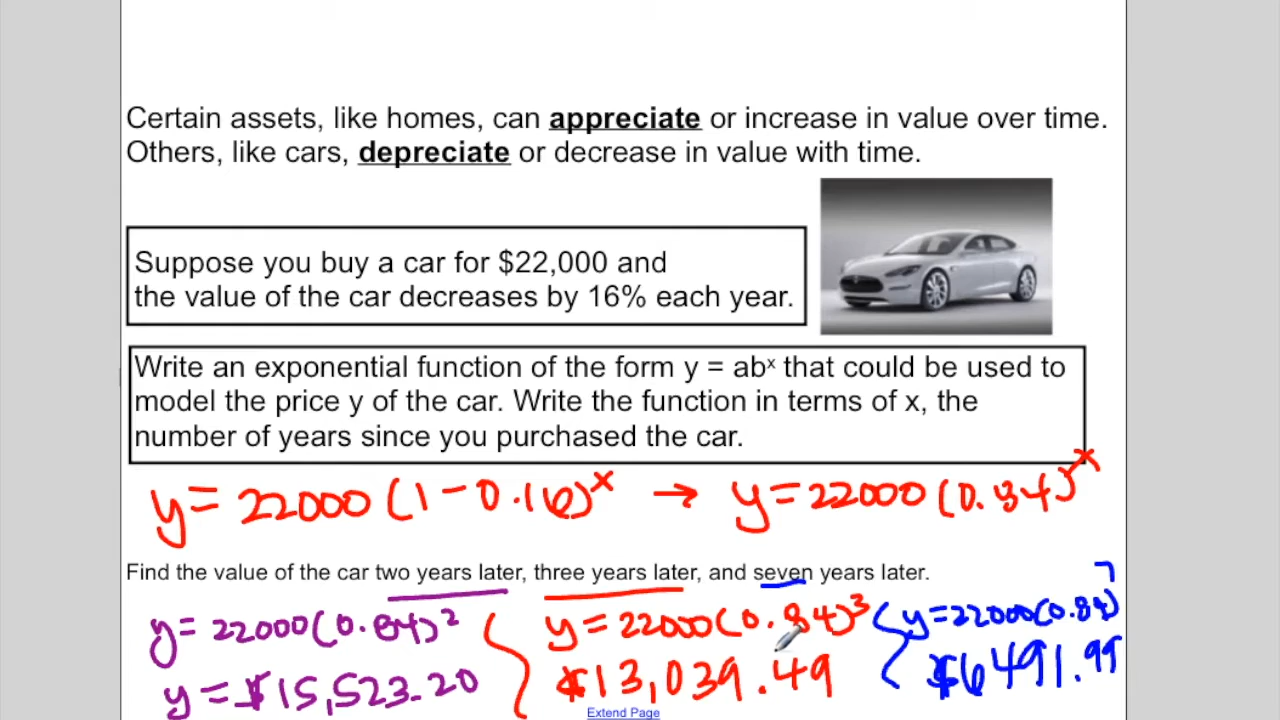 Certain assets, like homes, can appreciate or increase in value over time.
Others, like cars, depreciate or decrease in value with time.
Suppose you buy a car for $22,000 and
the value of the car decreases by 16% each year.
Write an exponential function of the form y = abˣ that could be used to
model the price y of the car. Write the function in terms of x, the
number of years since you purchased the car.
y = 22000 (1 - 0.16)ˣ → y = 22000 (0.84)ˣ
Find the value of the car two years later, three years later, and seven years later.
y = 22000 (0.84)² y = 22000 (0.84)³ y = 22000 (0.84)⁷
y = $15,523.20 $13,039.49 $6491.99
Extend Page